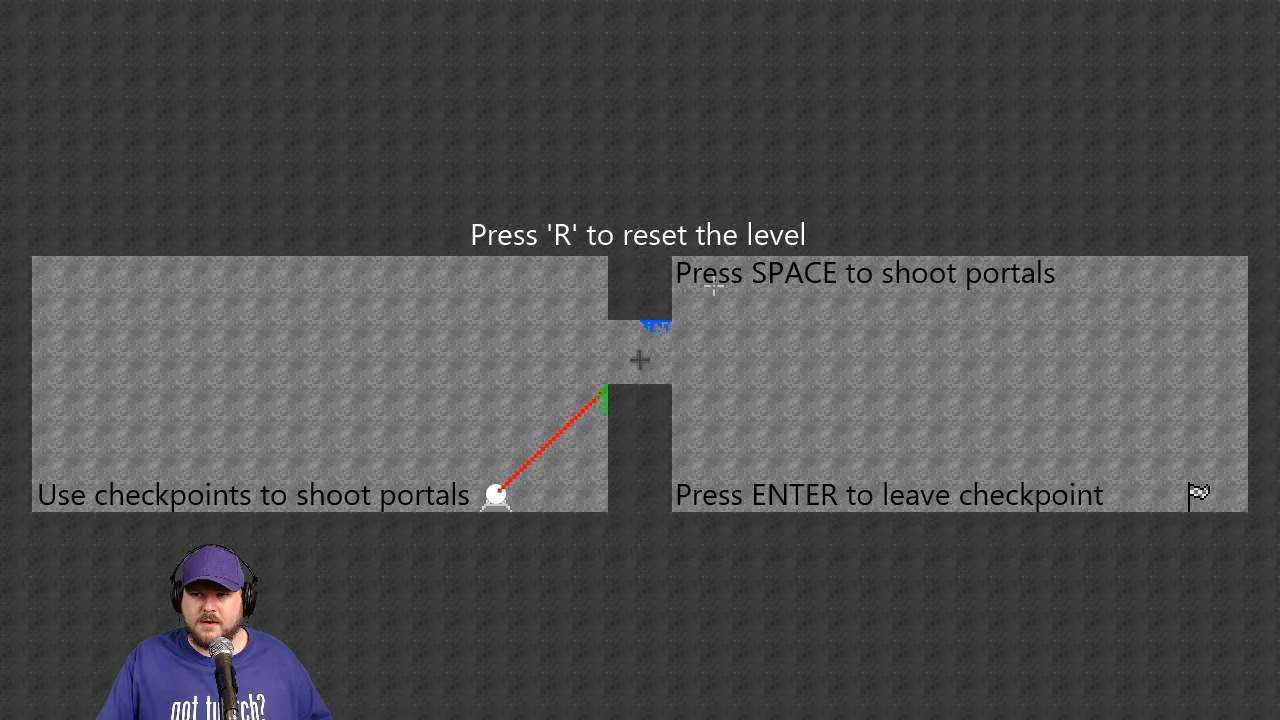 Press 'R' to reset the level
Press SPACE to shoot portals
Use checkpoints to shoot portals
Press ENTER to leave checkpoint
got twitch?